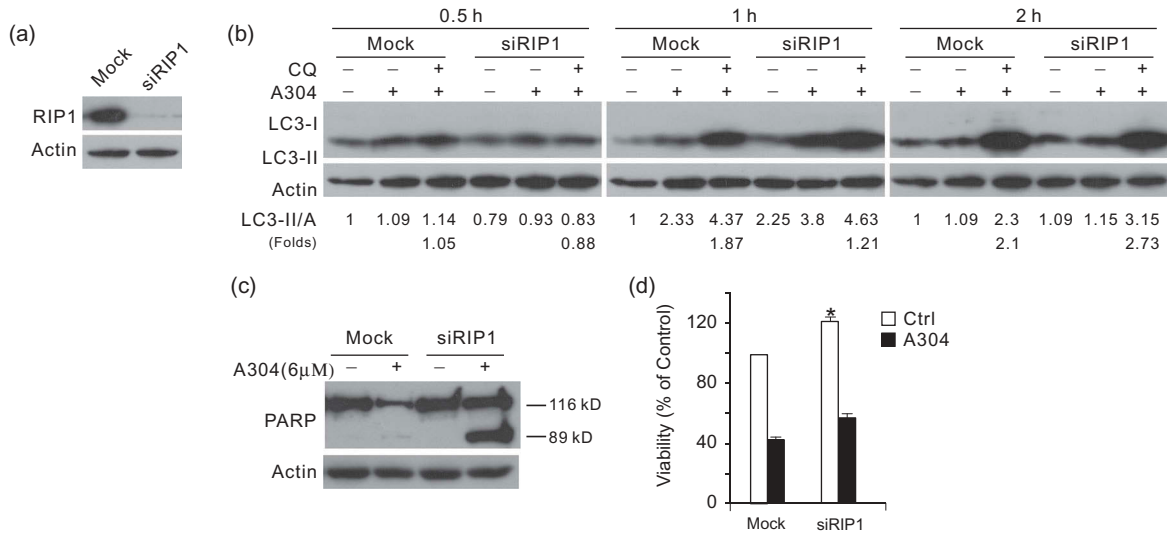 (a)
Mock
siRIP1
RIP1
Actin
(b)
0.5 h 1 h 2 h
Mock siRIP1 Mock siRIP1 Mock siRIP1
CQ – – + – – + – – + – – + – – + – – +
A304 – + + – + + – + + – + + – + + – + +
LC3-I
LC3-II
Actin
LC3-II/A 1 1.09 1.14 0.79 0.93 0.83 1 2.33 4.37 2.25 3.8 4.63 1 1.09 2.3 1.09 1.15 3.15
(Folds) 1.05 0.88 1.87 1.21 2.1 2.73
(c)
Mock siRIP1
A304(6μM) – + – +
PARP
116 kD
89 kD
Actin
(d)
Viability (% of Control)
120
80
40
0
*
Ctrl
A304
Mock siRIP1